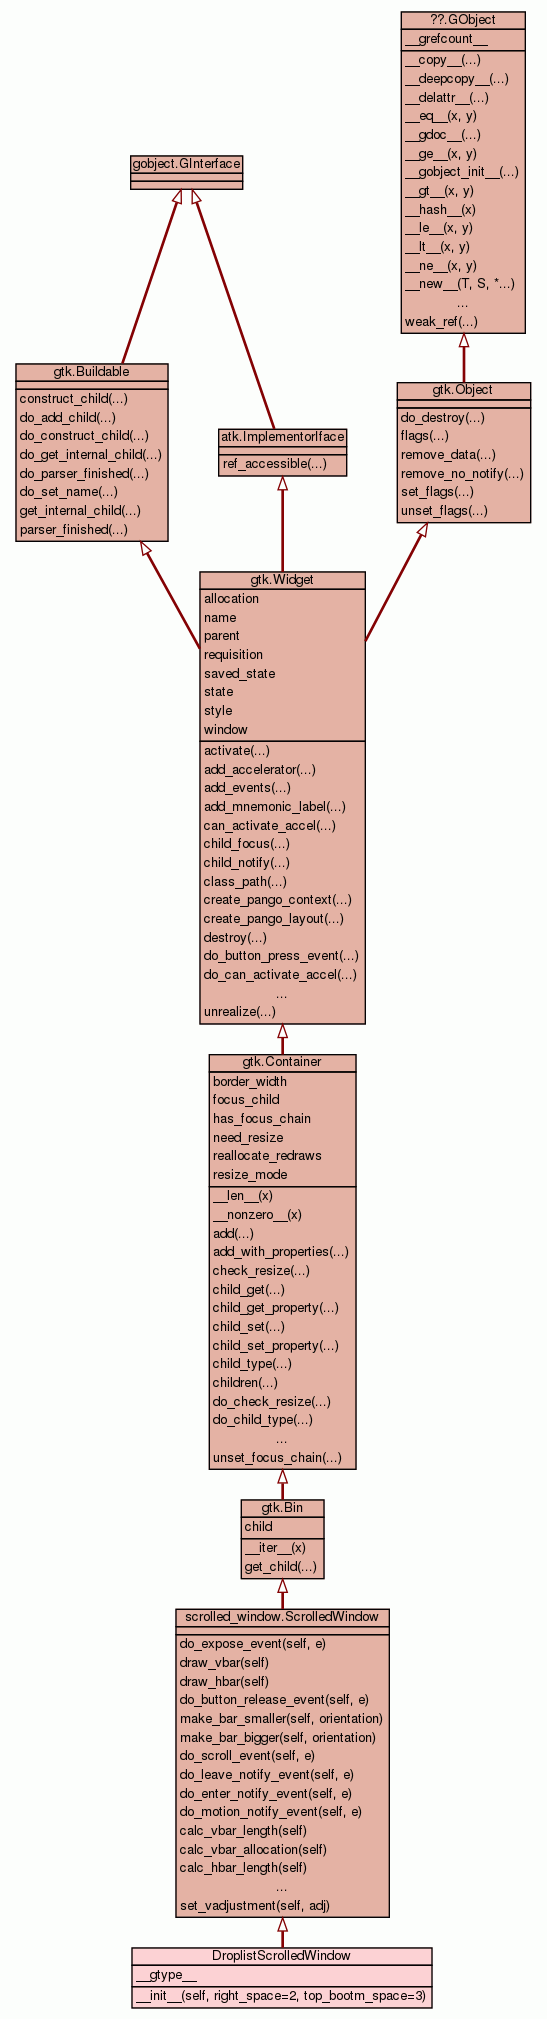 ??.GObject
__grefcount__
__copy__(...)
__deepcopy__(...)
__delattr__(...)
__eq__(x, y)
__gdoc__(...)
__ge__(x, y)
__gobject_init__(...)
__gt__(x, y)
__hash__(x)
__le__(x, y)
__lt__(x, y)
__ne__(x, y)
__new__(T, S, *...)
...
weak_ref(...)
gobject.GInterface
gtk.Buildable
construct_child(...)
do_add_child(...)
do_construct_child(...)
do_get_internal_child(...)
do_parser_finished(...)
do_set_name(...)
get_internal_child(...)
parser_finished(...)
atk.ImplementorIface
ref_accessible(...)
gtk.Object
do_destroy(...)
flags(...)
remove_data(...)
remove_no_notify(...)
set_flags(...)
unset_flags(...)
gtk.Widget
allocation
name
parent
requisition
saved_state
state
style
window
activate(...)
add_accelerator(...)
add_events(...)
add_mnemonic_label(...)
can_activate_accel(...)
child_focus(...)
child_notify(...)
class_path(...)
create_pango_context(...)
create_pango_layout(...)
destroy(...)
do_button_press_event(...)
do_can_activate_accel(...)
...
unrealize(...)
gtk.Container
border_width
focus_child
has_focus_chain
need_resize
reallocate_redraws
resize_mode
__len__(x)
__nonzero__(x)
add(...)
add_with_properties(...)
check_resize(...)
child_get(...)
child_get_property(...)
child_set(...)
child_set_property(...)
child_type(...)
children(...)
do_check_resize(...)
do_child_type(...)
...
unset_focus_chain(...)
gtk.Bin
child
__iter__(x)
get_child(...)
scrolled_window.ScrolledWindow
do_expose_event(self, e)
draw_vbar(self)
draw_hbar(self)
do_button_release_event(self, e)
make_bar_smaller(self, orientation)
make_bar_bigger(self, orientation)
do_scroll_event(self, e)
do_leave_notify_event(self, e)
do_enter_notify_event(self, e)
do_motion_notify_event(self, e)
calc_vbar_length(self)
calc_vbar_allocation(self)
calc_hbar_length(self)
...
set_vadjustment(self, adj)
DroplistScrolledWindow
__gtype__
__init__(self, right_space=2, top_bootm_space=3)